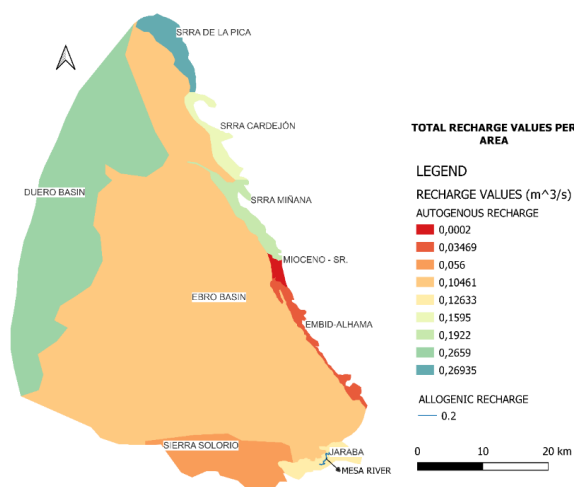 SRRA DE LA PICA
SRRA CARDEJÓN
DUERO BASIN
SRRA MIÑANA
MIOCENO - SR.
EBRO BASIN
EMBID-ALHAMA
SIERRA SOLORIO
JARABA
MESA RIVER
TOTAL RECHARGE VALUES PER
AREA
LEGEND
RECHARGE VALUES (m^3/s)
AUTOGENOUS RECHARGE
0,0002
0,03469
0,056
0,10461
0,12633
0,1595
0,1922
0,2659
0,26935
ALLOGENIC RECHARGE
0.2
0 10 20 km